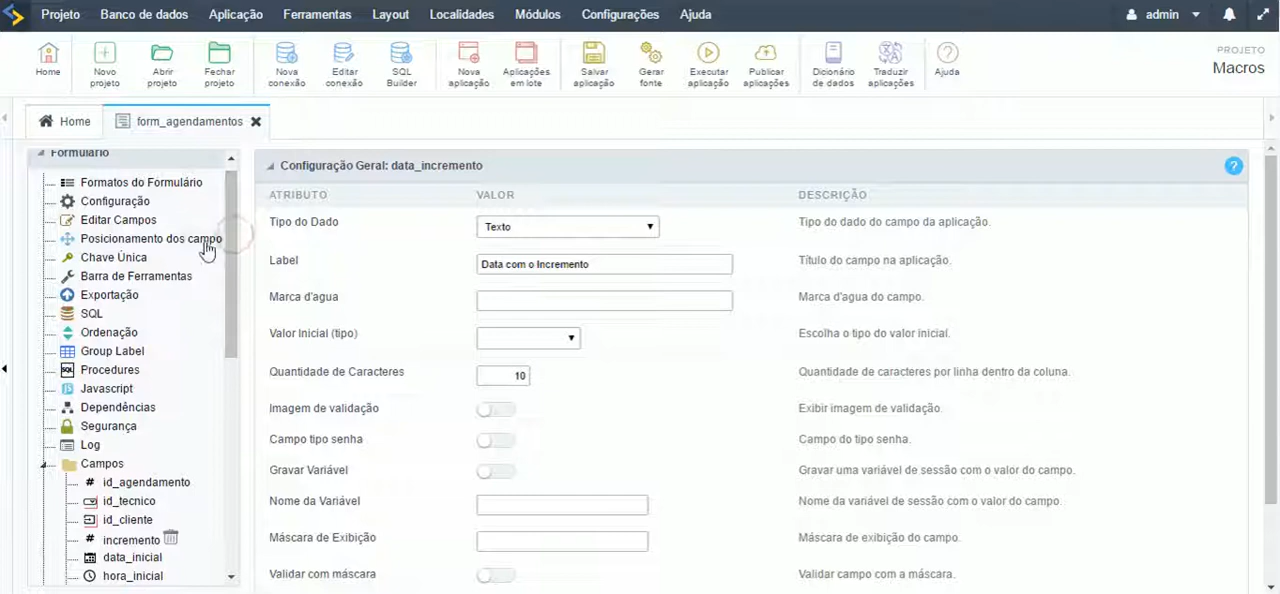 Projeto Banco de dados Aplicação Ferramentas Layout Localidades Módulos Configurações Ajuda admin
Home
Novo projeto
Abrir projeto
Fechar projeto
Nova conexão
Editar conexão
SQL Builder
Nova aplicação
Aplicações em lote
Salvar aplicação
Gerar fonte
Executar aplicação
Publicar aplicações
Dicionário de dados
Traduzir aplicações
Ajuda
PROJETO
Macros
Home form_agendamentos
Formulário
Formatos do Formulário
Configuração
Editar Campos
Posicionamento dos campo
Chave Única
Barra de Ferramentas
Exportação
SQL
Ordenação
Group Label
Procedures
Javascript
Dependências
Segurança
Log
Campos
id_agendamento
id_tecnico
id_cliente
incremento
data_inicial
hora_inicial
Configuração Geral: data_incremento
ATRIBUTO VALOR DESCRIÇÃO
Tipo do Dado Texto Tipo do dado do campo da aplicação.
Label Data com o Incremento Título do campo na aplicação.
Marca d'agua Marca d'agua do campo.
Valor Inicial (tipo) Escolha o tipo do valor inicial.
Quantidade de Caracteres 10 Quantidade de caracteres por linha dentro da coluna.
Imagem de validação Exibir imagem de validação.
Campo tipo senha Campo do tipo senha.
Gravar Variável Gravar uma variável de sessão com o valor do campo.
Nome da Variável Nome da variável de sessão com o valor do campo.
Máscara de Exibição Máscara de exibição do campo.
Validar com máscara Validar campo com a máscara.